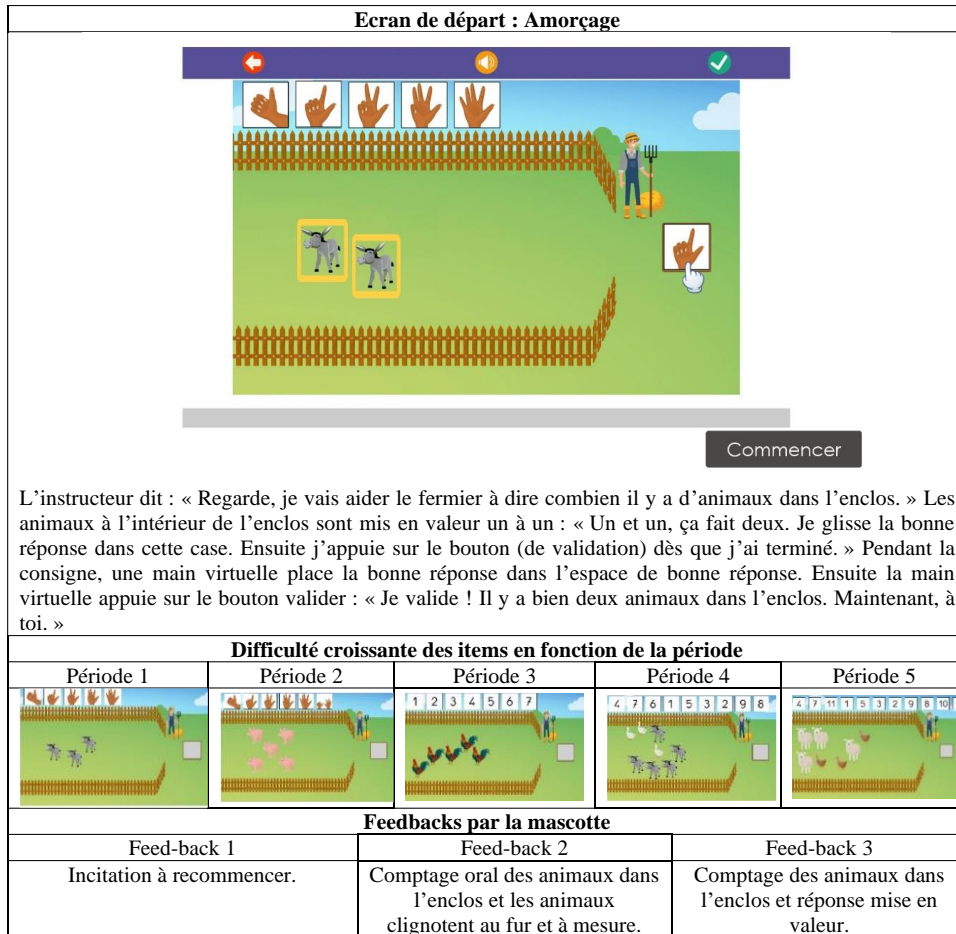 Ecran de départ : Amorçage
Commencer
L'instructeur dit : « Regarde, je vais aider le fermier à dire combien il y a d'animaux dans l'enclos. » Les
animaux à l'intérieur de l'enclos sont mis en valeur un à un : « Un et un, ça fait deux. Je glisse la bonne
réponse dans cette case. Ensuite j'appuie sur le bouton (de validation) dès que j'ai terminé. » Pendant la
consigne, une main virtuelle place la bonne réponse dans l'espace de bonne réponse. Ensuite la main
virtuelle appuie sur le bouton valider : « Je valide ! Il y a bien deux animaux dans l'enclos. Maintenant, à
toi. »
Difficulté croissante des items en fonction de la période
Période 1 Période 2 Période 3 Période 4 Période 5
1 2 3 4 5 6 7 4 7 6 1 5 3 2 9 8 4 7 11 1 5 3 2 9 8 10
Feedbacks par la mascotte
Feed-back 1 Feed-back 2 Feed-back 3
Incitation à recommencer. Comptage oral des animaux dans Comptage des animaux dans
l'enclos et les animaux l'enclos et réponse mise en
clignotent au fur et à mesure. valeur.